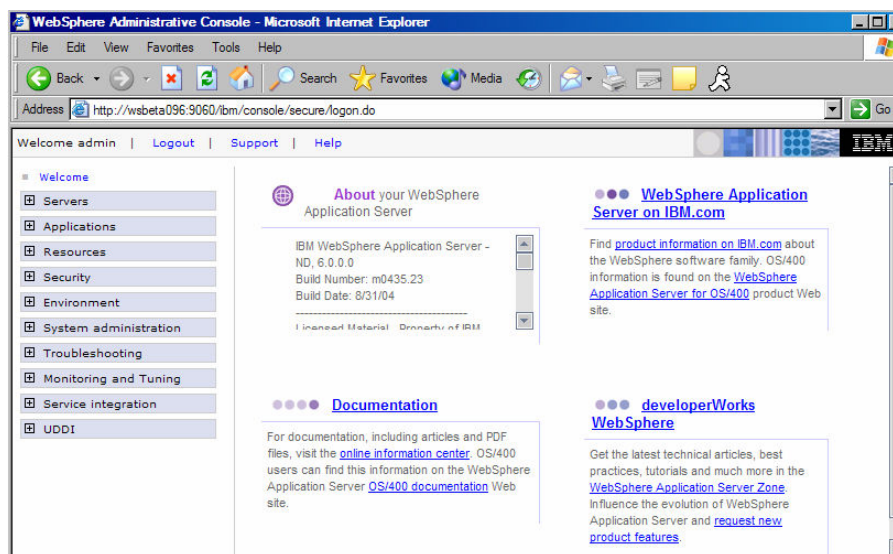 WebSphere Administrative Console - Microsoft Internet Explorer
File Edit View Favorites Tools Help
Back Search Favorites Media
Address http://wsbeta096:9060/ibm/console/secure/logon.do Go
Welcome admin | Logout | Support | Help IBM
Welcome
Servers
Applications
Resources
Security
Environment
System administration
Troubleshooting
Monitoring and Tuning
Service integration
UDDI
About your WebSphere
Application Server
IBM WebSphere Application Server -
ND, 6.0.0.0
Build Number: m0435.23
Build Date: 8/31/04
----------------------------------------
Licensed Material - Property of IBM
WebSphere Application
Server on IBM.com
Find product information on IBM.com about
the WebSphere software family. OS/400
information is found on the WebSphere
Application Server for OS/400 product Web
site.
Documentation
For documentation, including articles and PDF
files, visit the online information center. OS/400
users can find this information on the WebSphere
Application Server OS/400 documentation Web
site.
developerWorks
WebSphere
Get the latest technical articles, best
practices, tutorials and much more in the
WebSphere Application Server Zone.
Influence the evolution of WebSphere
Application Server and request new
product features.